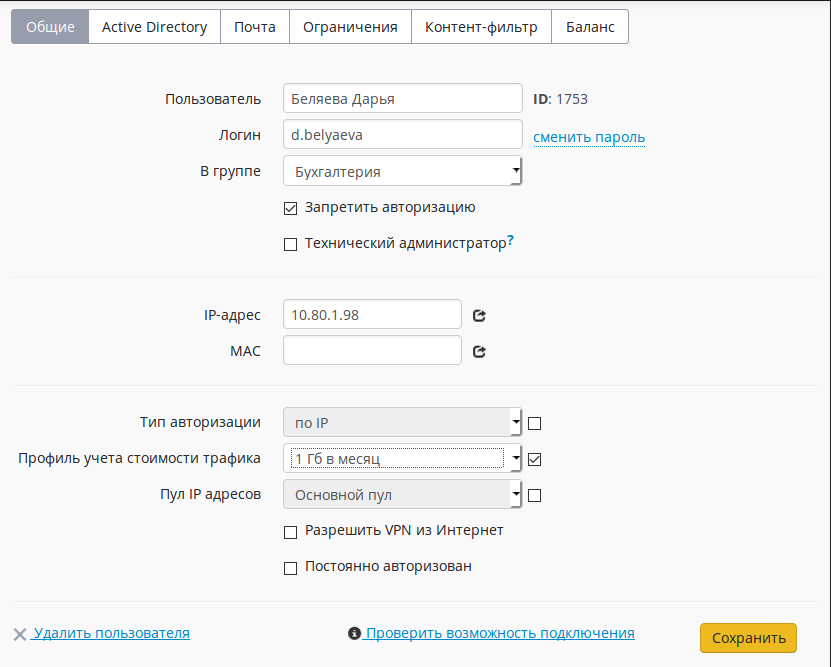 Общие Active Directory Почта Ограничения Контент-фильтр Баланс
Пользователь Беляева Дарья ID: 1753
Логин d.belyaeva сменить пароль
В группе Бухгалтерия
Запретить авторизацию
Технический администратор?
IP-адрес 10.80.1.98
MAC
Тип авторизации по IP
Профиль учета стоимости трафика 1 Гб в месяц
Пул IP адресов Основной пул
Разрешить VPN из Интернет
Постоянно авторизован
Удалить пользователя Проверить возможность подключения Сохранить